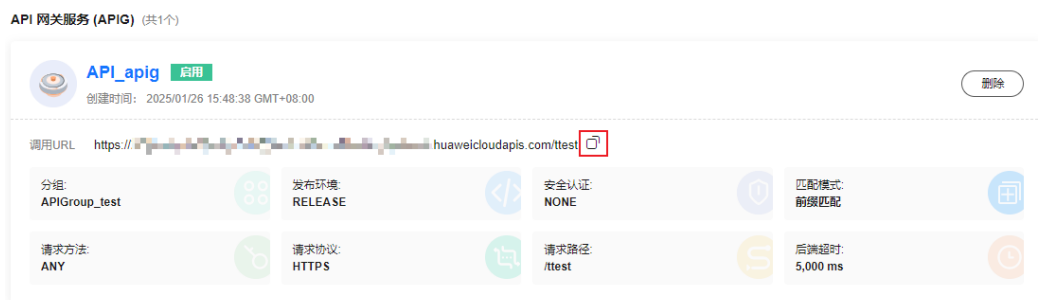 API 网关服务 (APIG) (共1个)
API_apig 启用
创建时间： 2025/01/26 15:48:38 GMT+08:00
删除
调用URL https:// huaweicloudapis.com/ttest
分组: 发布环境: 安全认证: 匹配模式:
APIGroup_test RELEASE NONE 前缀匹配
请求方法: 请求协议: 请求路径: 后端超时:
ANY HTTPS /ttest 5,000 ms